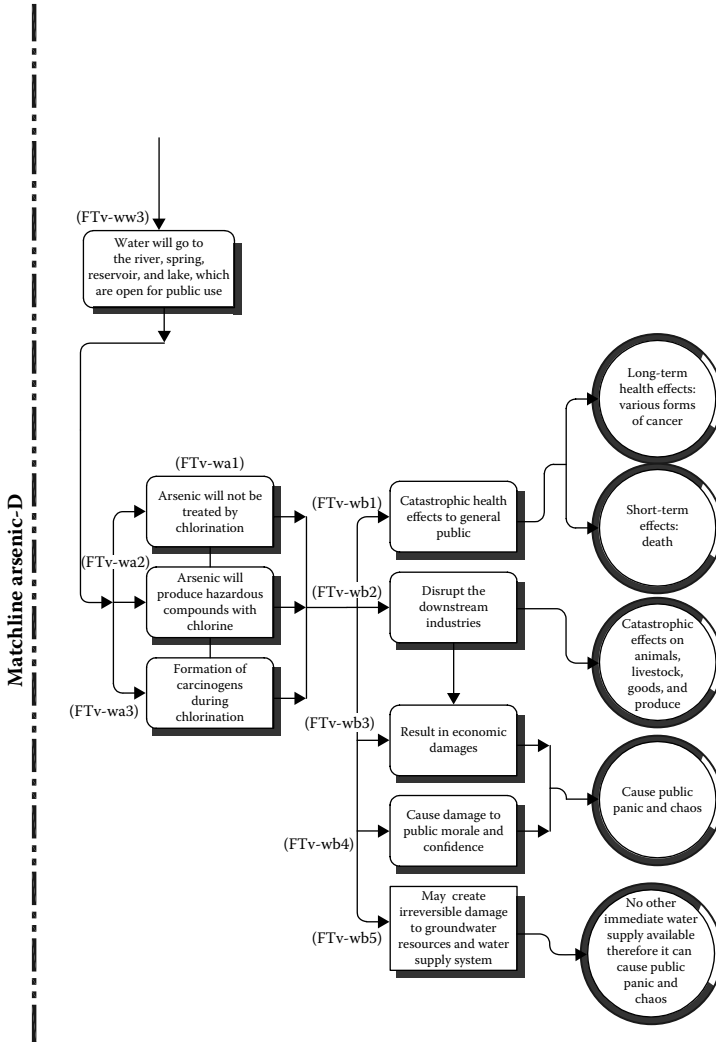 Matchline arsenic-D
(FTv-ww3)
Water will go to
the river, spring,
reservoir, and lake, which
are open for public use
(FTv-wa1)
Arsenic will not be
treated by
chlorination
(FTv-wa2)
Arsenic will
produce hazardous
compounds with
chlorine
(FTv-wa3)
Formation of
carcinogens
during
chlorination
(FTv-wb1)
Catastrophic health
effects to general
public
(FTv-wb2)
Disrupt the
downstream
industries
(FTv-wb3)
Result in economic
damages
(FTv-wb4)
Cause damage to
public morale and
confidence
(FTv-wb5)
May create
irreversible damage
to groundwater
resources and water
supply system
Long-term
health effects:
various forms
of cancer
Short-term
effects:
death
Catastrophic
effects on
animals,
livestock,
goods, and
produce
Cause public
panic and chaos
No other
immediate water
supply available
therefore it can
cause public
panic and
chaos